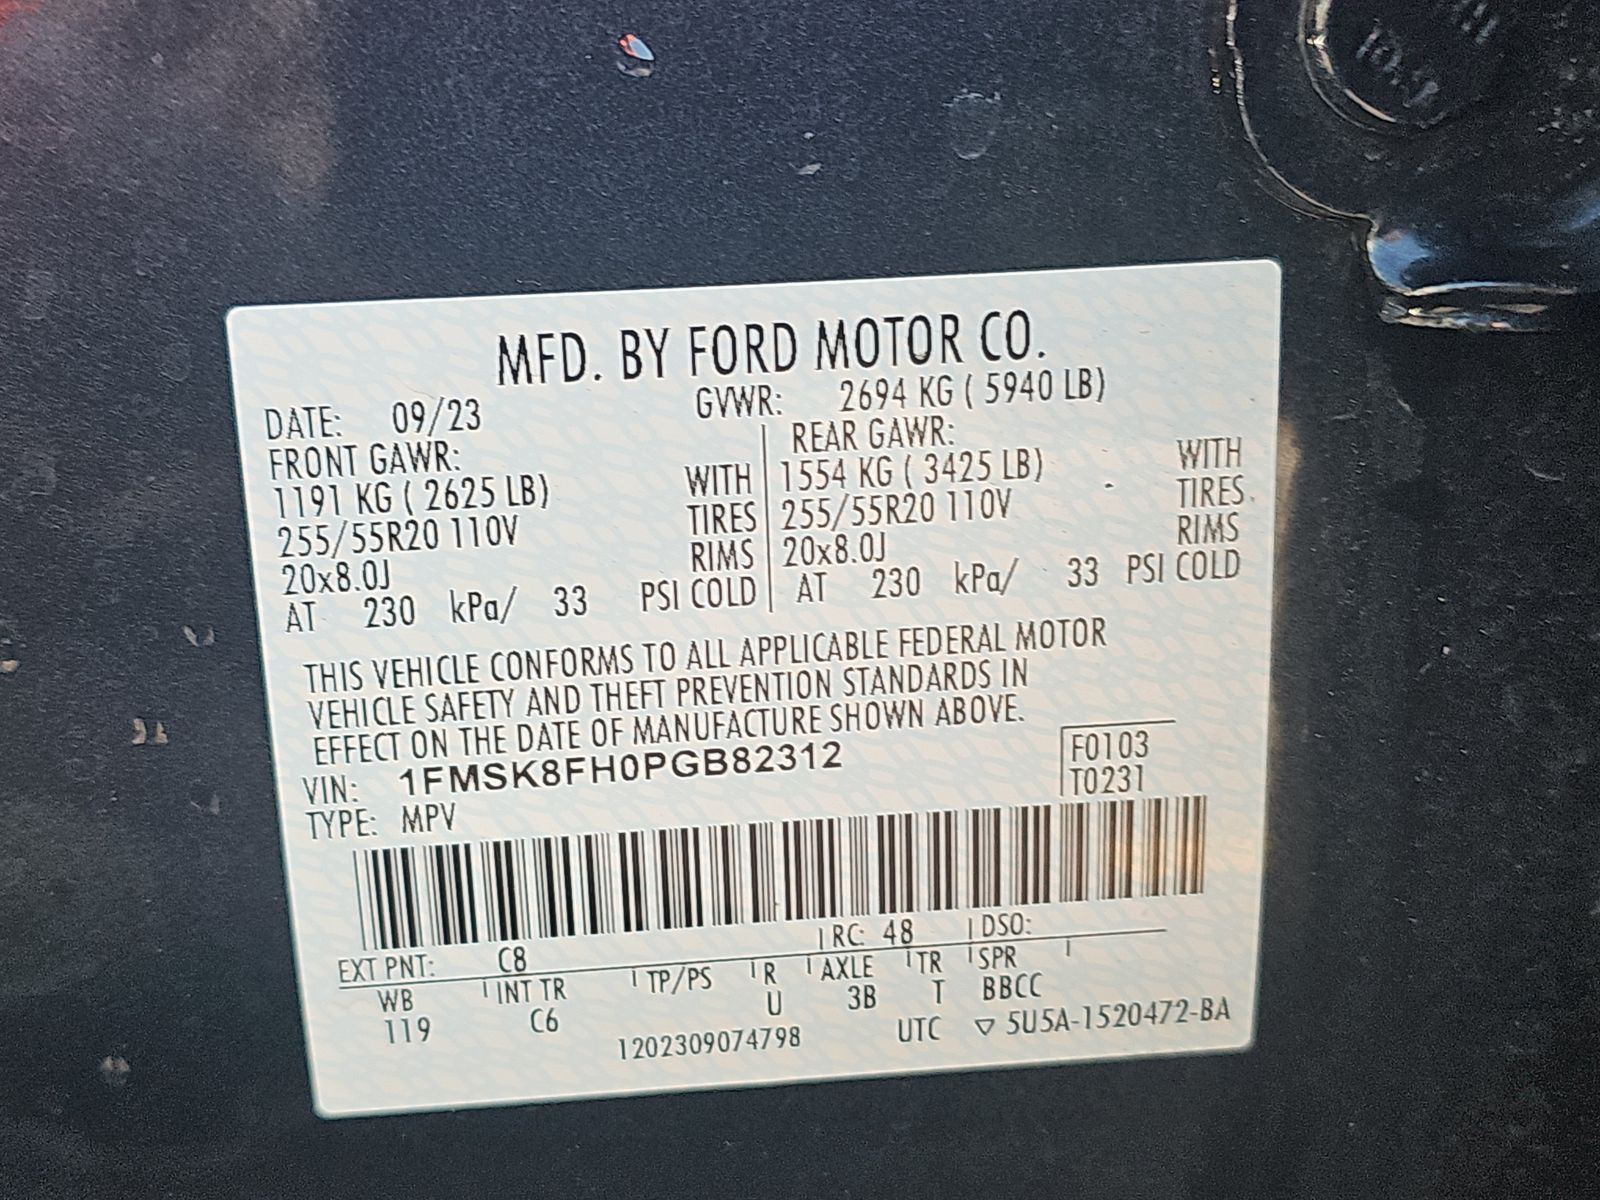 MFD. BY FORD MOTOR CO.
DATE: 09/23 GVWR: 2694 KG ( 5940 LB)
FRONT GAWR: REAR GAWR:
1191 KG ( 2625 LB) WITH 1554 KG ( 3425 LB) WITH
255/55R20 110V TIRES 255/55R20 110V TIRES
20x8.0J RIMS 20x8.0J RIMS
AT 230 kPa/ 33 PSI COLD AT 230 kPa/ 33 PSI COLD
THIS VEHICLE CONFORMS TO ALL APPLICABLE FEDERAL MOTOR
VEHICLE SAFETY AND THEFT PREVENTION STANDARDS IN
EFFECT ON THE DATE OF MANUFACTURE SHOWN ABOVE.
VIN: 1FMSK8FH0PGB82312 F0103
TYPE: MPV T0231
EXT PNT: C8 RC: 48 DSO:
WB INT TR TP/PS R AXLE TR SPR
119 C6 U 3B T BBCC
1202309074798 UTC ▽ 5U5A-1520472-BA